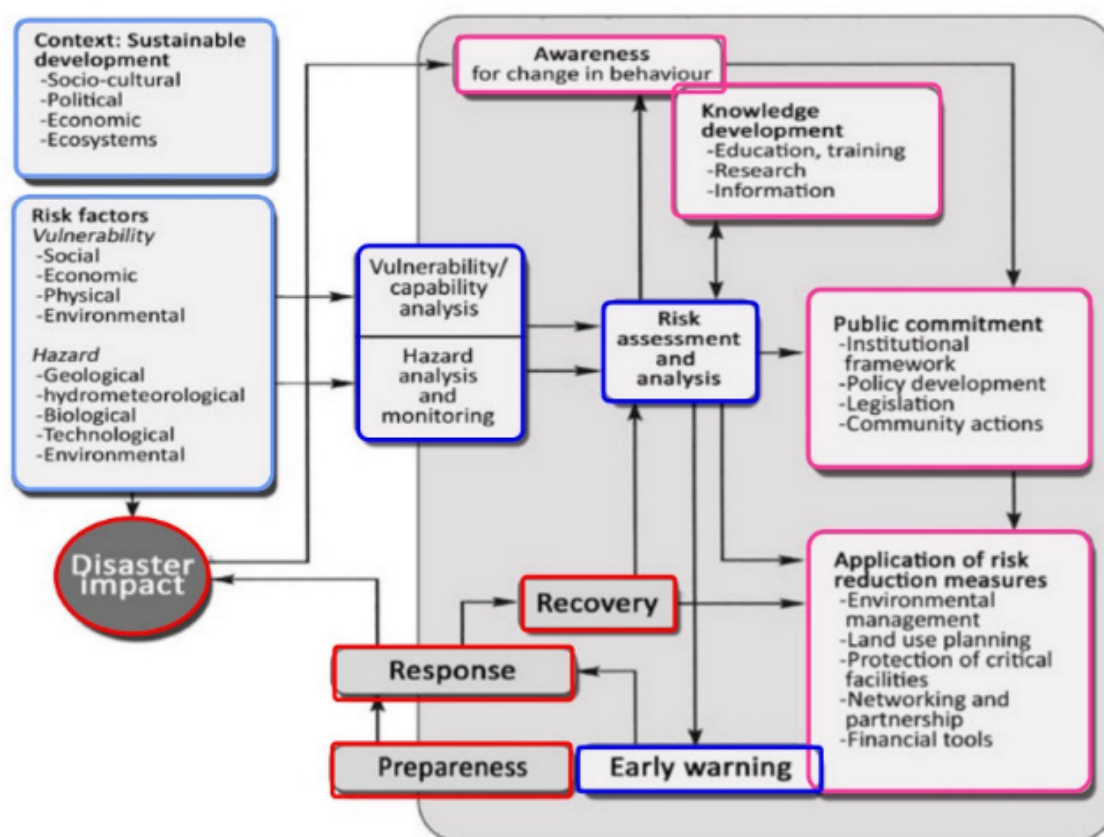 Context: Sustainable
development
-Socio-cultural
-Political
-Economic
-Ecosystems
Risk factors
Vulnerability
-Social
-Economic
-Physical
-Environmental
Hazard
-Geological
-hydrometeorological
-Biological
-Technological
-Environmental
Disaster
impact
Vulnerability/
capability
analysis
Hazard
analysis
and
monitoring
Awareness
for change in behaviour
Knowledge
development
-Education, training
-Research
-Information
Risk
assessment
and
analysis
Public commitment
-Institutional
framework
-Policy development
-Legislation
-Community actions
Application of risk
reduction measures
-Environmental
management
-Land use planning
-Protection of critical
facilities
-Networking and
partnership
-Financial tools
Recovery
Response
Prepareness
Early warning